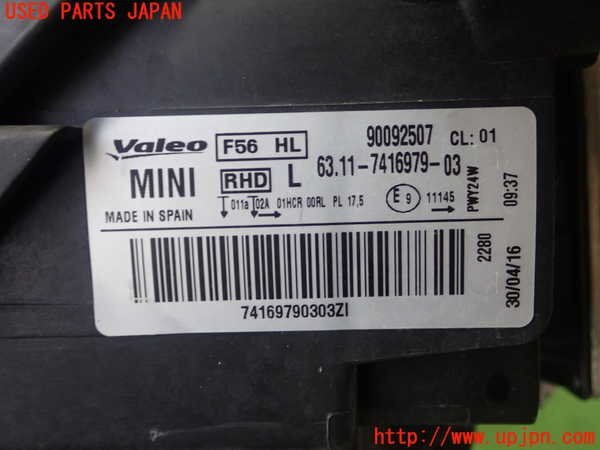 USED PARTS JAPAN
Valeo F56 HL 90092507 CL: 01
MINI RHD L 63.11-7416979-03
MADE IN SPAIN 011a 02A 01HCR 00RL PL 17,5 E 9 11145 PWY24W
09:37
2280
30/04/16
74169790303ZI
http://www.upjpn.com